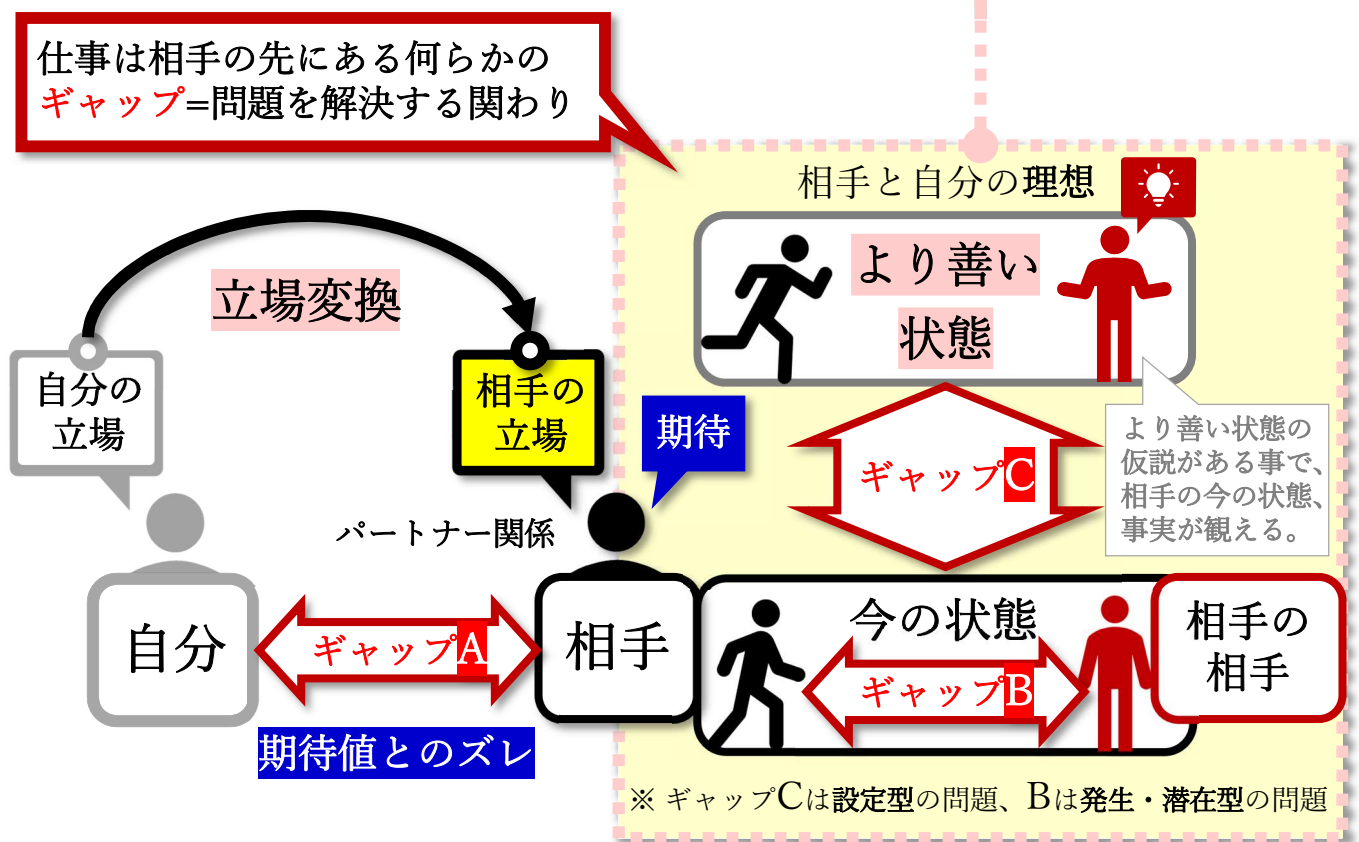 仕事は相手の先にある何らかの
ギャップ=問題を解決する関わり
相手と自分の理想
より善い
状態
立場変換
自分の
立場
相手の
立場
期待
ギャップC
より善い状態の
仮説がある事で、
相手の今の状態、
事実が観える。
パートナー関係
自分
ギャップA
相手
今の状態
ギャップB
相手の
相手
期待値とのズレ
※ ギャップCは設定型の問題、Bは発生・潜在型の問題